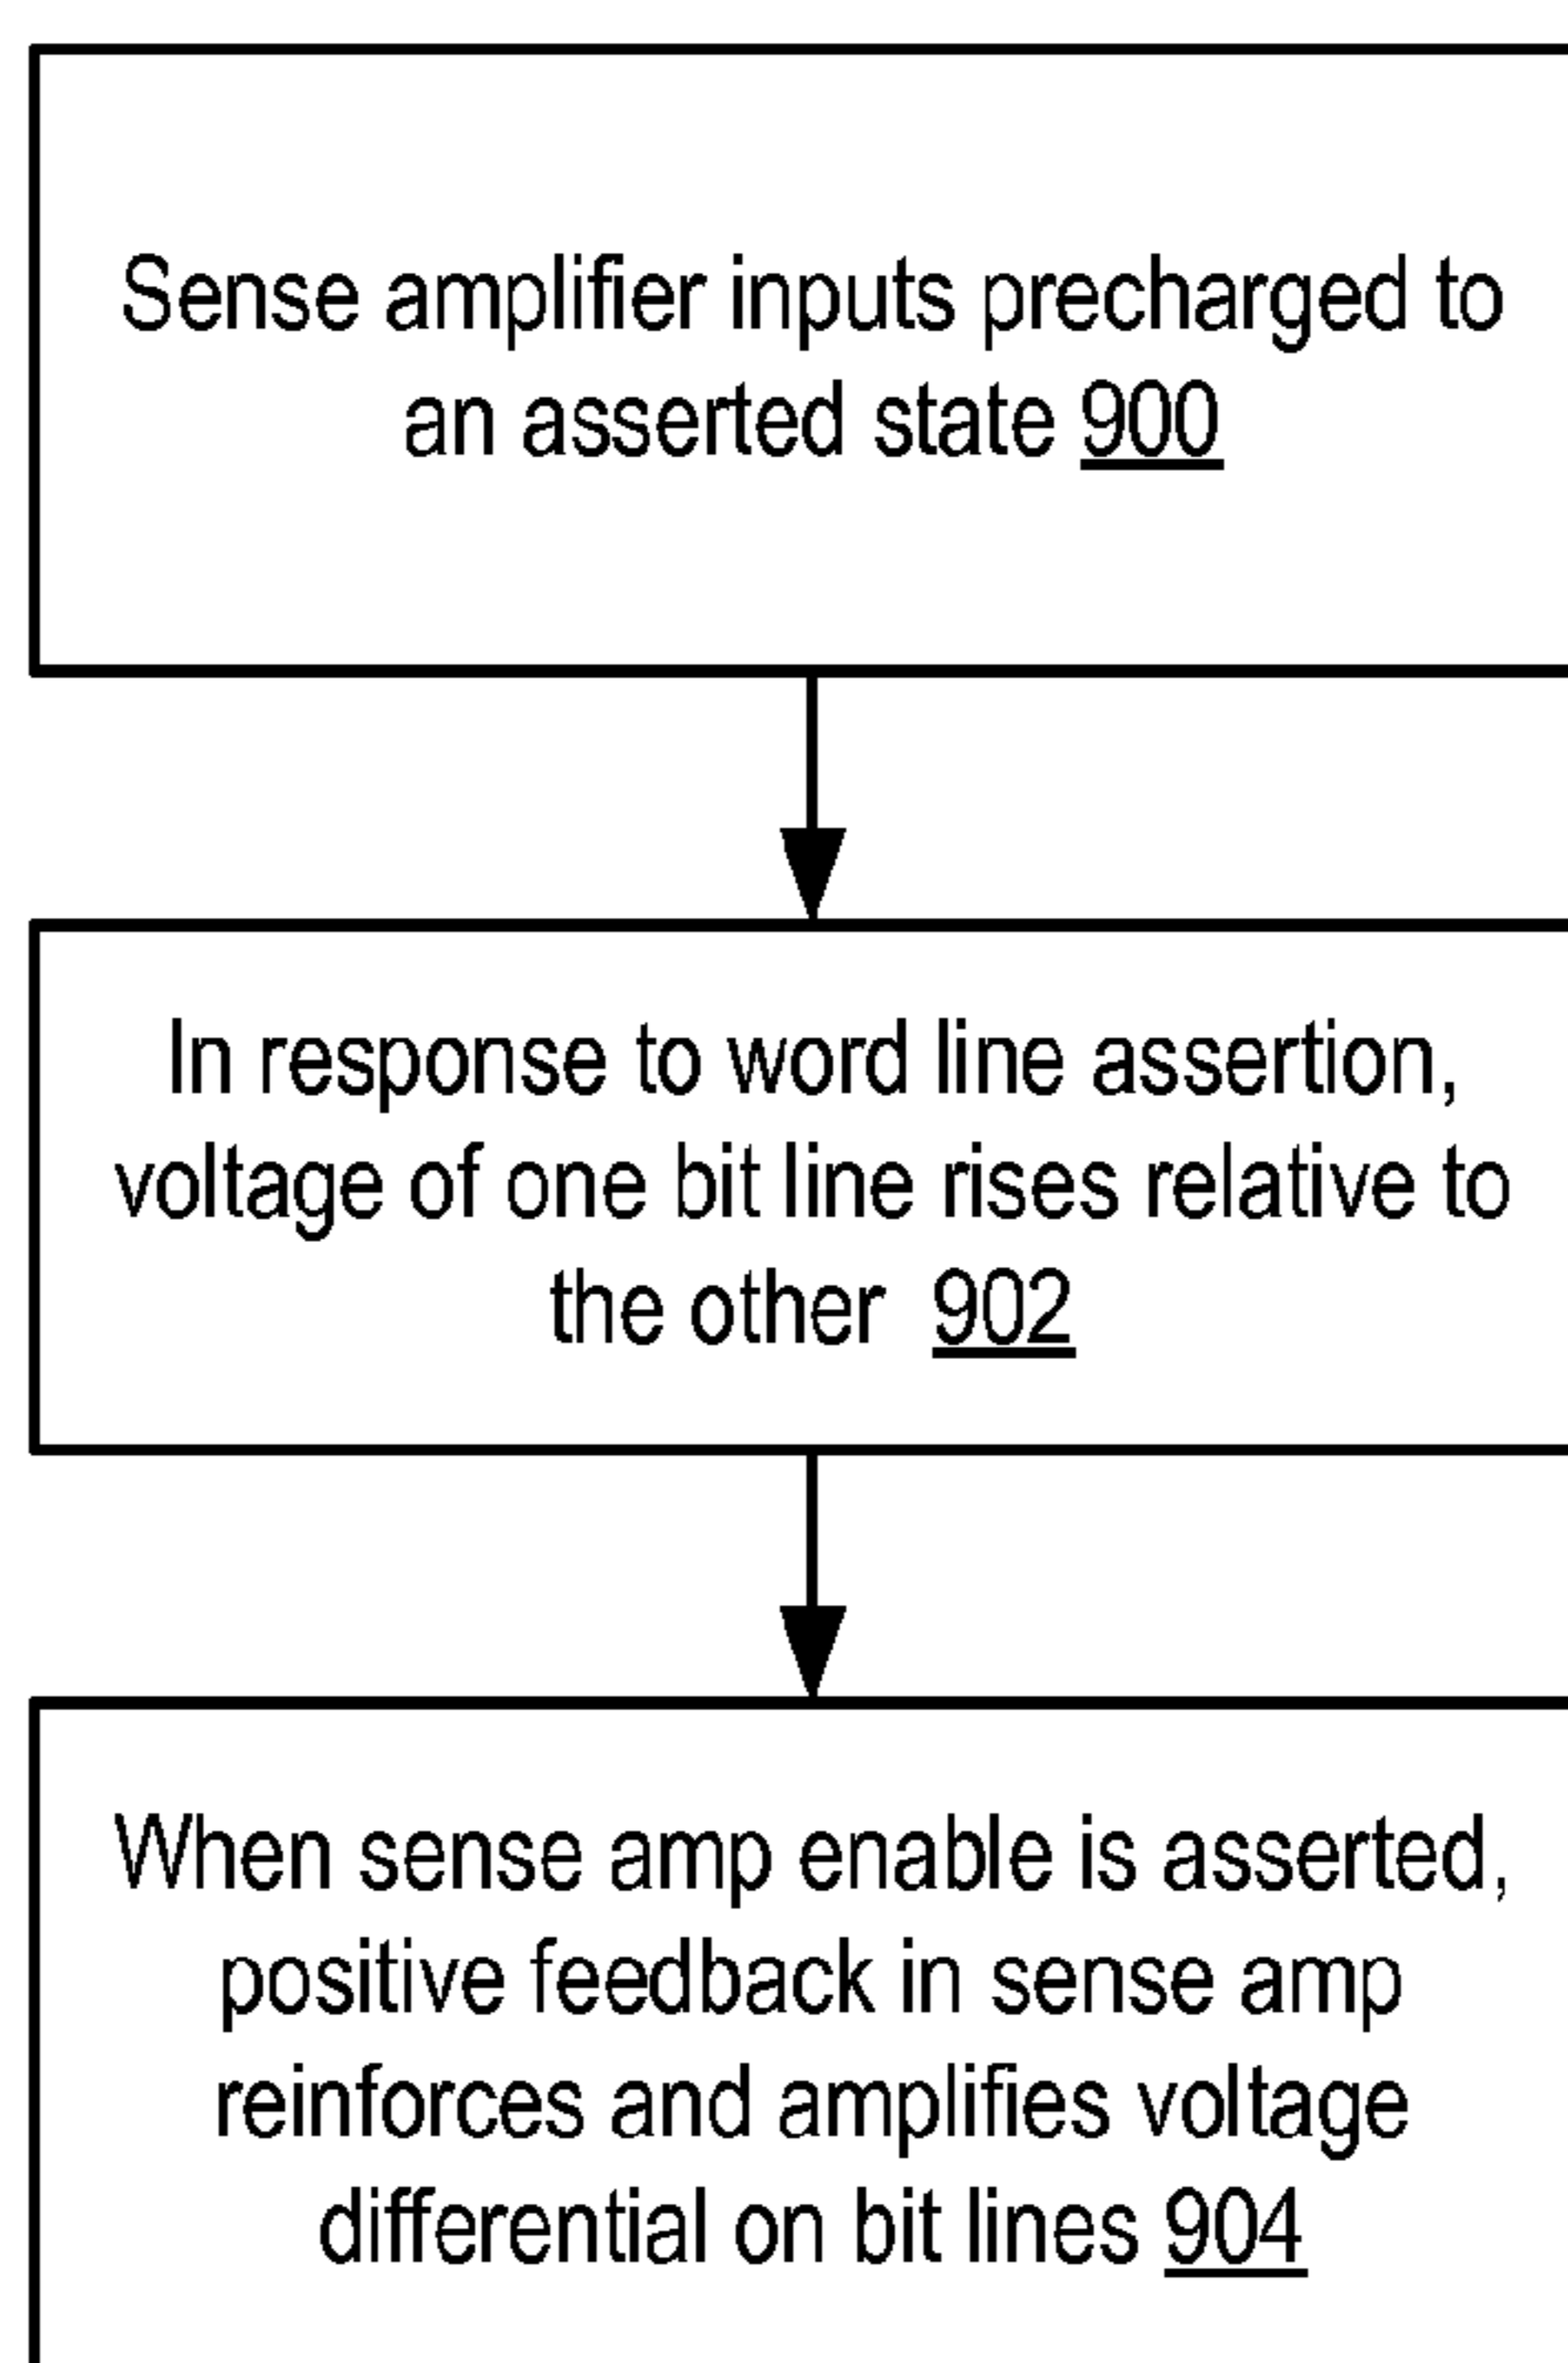 Sense amplifier inputs precharged to
an asserted state 900
In response to word line assertion,
voltage of one bit line rises relative to
the other 902
When sense amp enable is asserted,
positive feedback in sense amp
reinforces and amplifies voltage
differential on bit lines 904